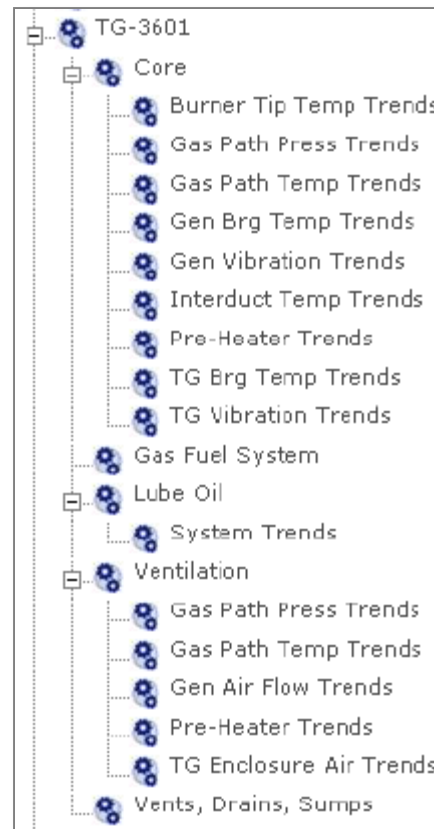 TG-3601
Core
Burner Tip Temp Trends
Gas Path Press Trends
Gas Path Temp Trends
Gen Brg Temp Trends
Gen Vibration Trends
Interduct Temp Trends
Pre-Heater Trends
TG Brg Temp Trends
TG Vibration Trends
Gas Fuel System
Lube Oil
System Trends
Ventilation
Gas Path Press Trends
Gas Path Temp Trends
Gen Air Flow Trends
Pre-Heater Trends
TG Enclosure Air Trends
Vents, Drains, Sumps